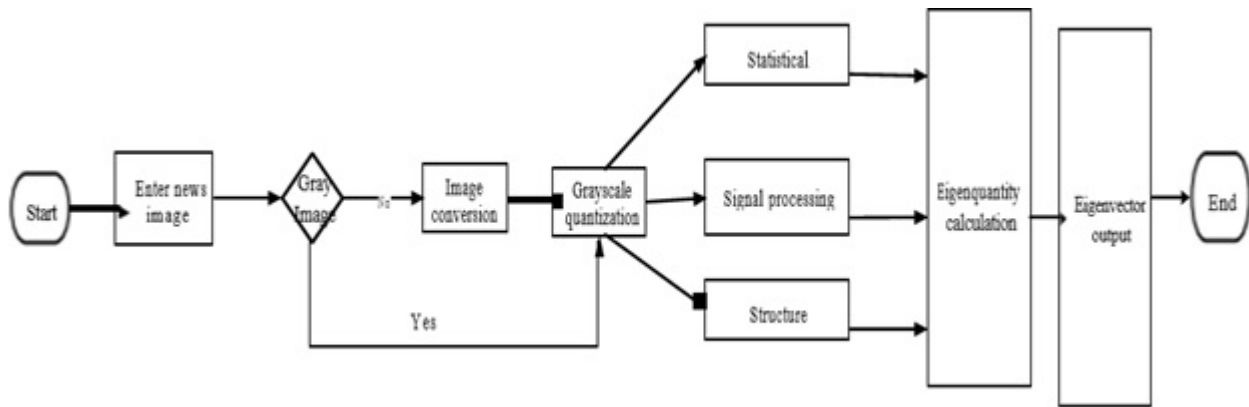 Start
Enter news
image
Gray
Image
No
Image
conversion
Grayscale
quantization
Yes
Statistical
Signal processing
Structure
Eigenquantity
calculation
Eigenvector
output
End